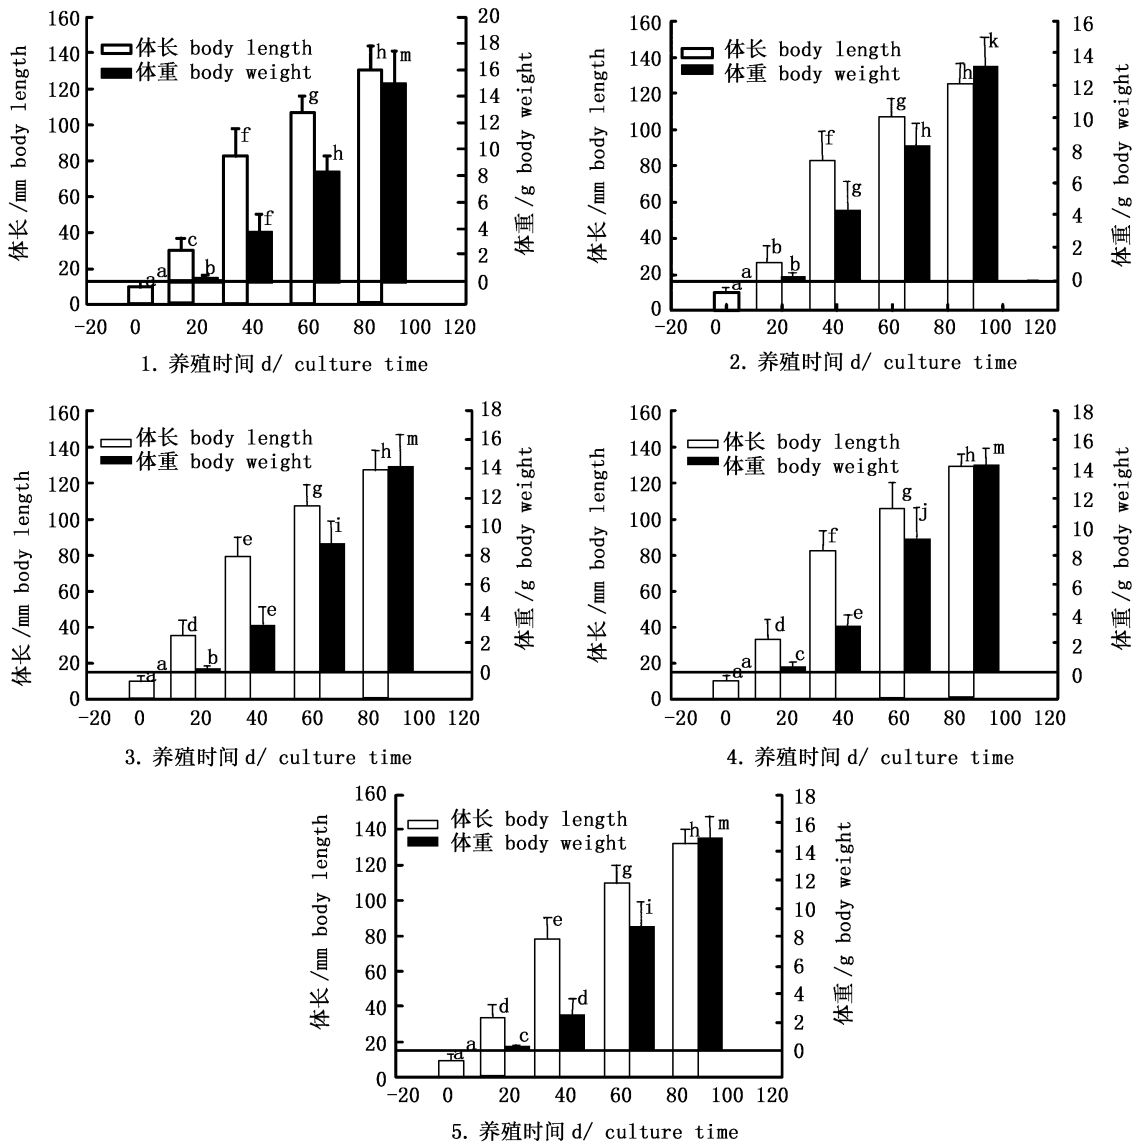 体长/mm body length
160
140
120
100
80
60
40
20
0
体长 body length
体重 body weight
a
a
c
b
f
f
g
h
h
m
20
18
16
14
12
10
8
6
4
2
0
体重/g body weight
-20 0 20 40 60 80 100 120
1. 养殖时间 d/ culture time
体长/mm body length
160
140
120
100
80
60
40
20
0
体长 body length
体重 body weight
a
a
b
b
f
g
g
h
h
k
16
14
12
10
8
6
4
2
0
体重/g body weight
-20 0 20 40 60 80 100 120
2. 养殖时间 d/ culture time
体长/mm body length
160
140
120
100
80
60
40
20
0
体长 body length
体重 body weight
a
a
d
b
e
e
g
i
h
m
18
16
14
12
10
8
6
4
2
0
体重/g body weight
-20 0 20 40 60 80 100 120
3. 养殖时间 d/ culture time
体长/mm body length
160
140
120
100
80
60
40
20
0
体长 body length
体重 body weight
a
a
d
c
f
e
g
j
h
m
18
16
14
12
10
8
6
4
2
0
体重/g body weight
-20 0 20 40 60 80 100 120
4. 养殖时间 d/ culture time
体长/mm body length
160
140
120
100
80
60
40
20
0
体长 body length
体重 body weight
a
a
d
c
e
d
g
i
h
m
18
16
14
12
10
8
6
4
2
0
体重/g body weight
-20 0 20 40 60 80 100 120
5. 养殖时间 d/ culture time